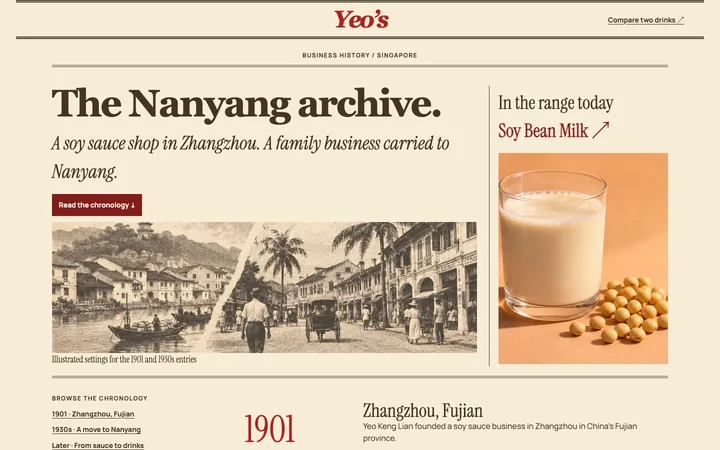 Yeo's
Compare two drinks ↗
BUSINESS HISTORY / SINGAPORE
The Nanyang archive.
A soy sauce shop in Zhangzhou. A family business carried to
Nanyang.
Read the chronology ↓
Illustrated settings for the 1901 and 1930s entries
In the range today
Soy Bean Milk ↗
BROWSE THE CHRONOLOGY
1901 · Zhangzhou, Fujian
1930s · A move to Nanyang
Later · From sauce to drinks
1901
Zhangzhou, Fujian
Yeo Keng Lian founded a soy sauce business in Zhangzhou in China's Fujian
province.